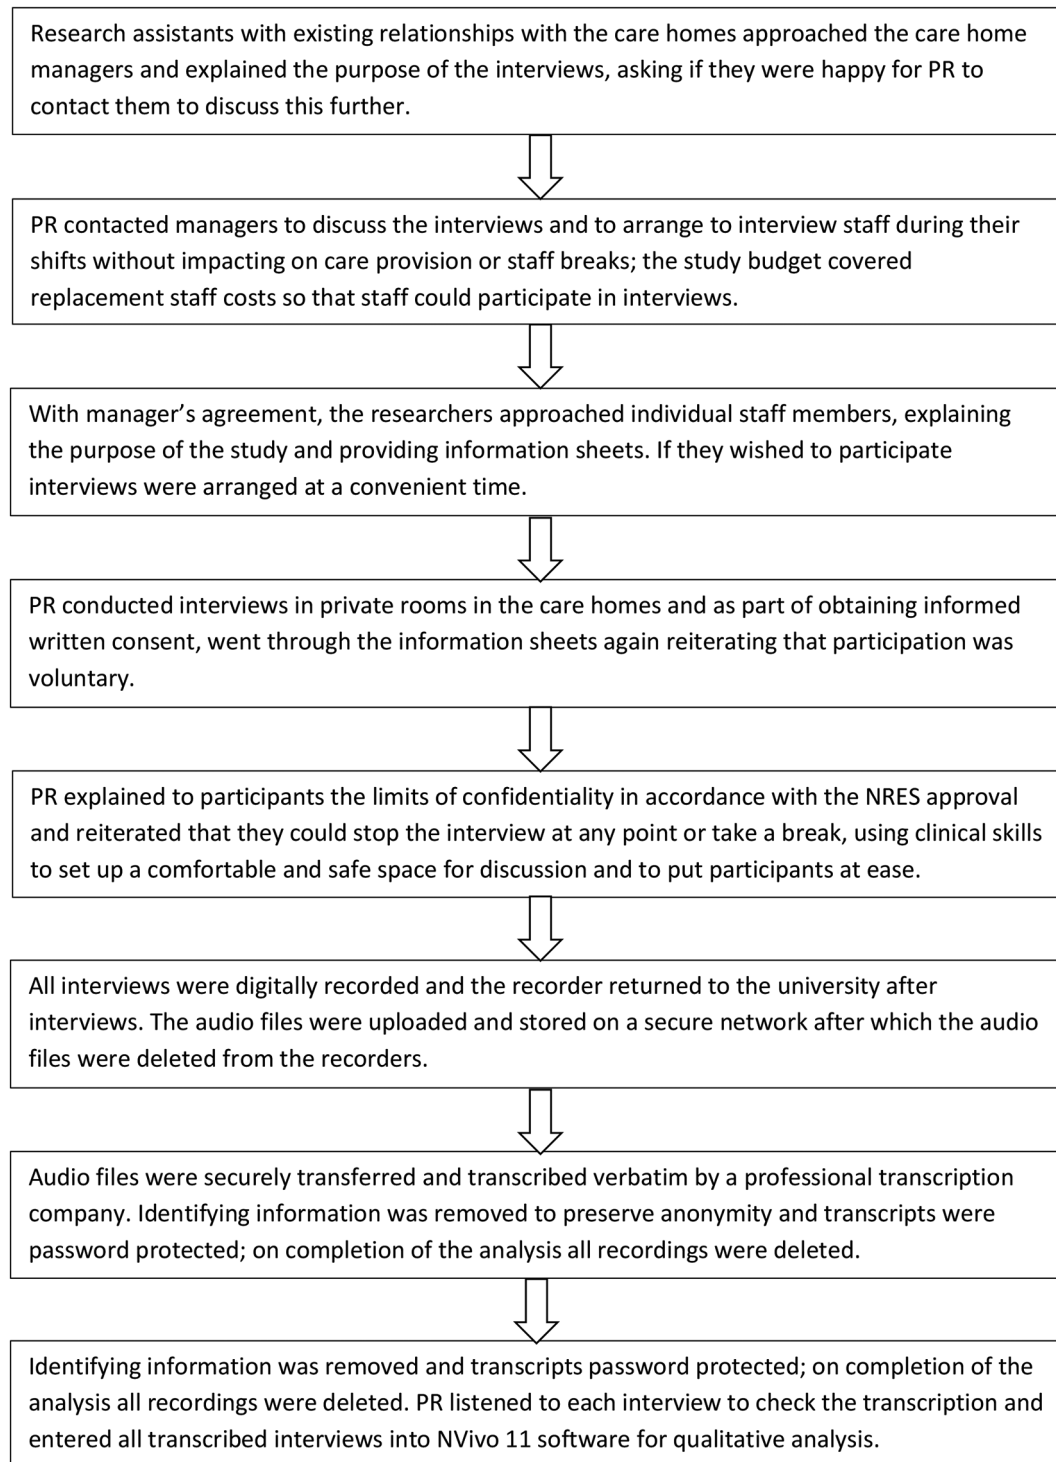 Research assistants with existing relationships with the care homes approached the care home
managers and explained the purpose of the interviews, asking if they were happy for PR to
contact them to discuss this further.
PR contacted managers to discuss the interviews and to arrange to interview staff during their
shifts without impacting on care provision or staff breaks; the study budget covered
replacement staff costs so that staff could participate in interviews.
With manager’s agreement, the researchers approached individual staff members, explaining
the purpose of the study and providing information sheets. If they wished to participate
interviews were arranged at a convenient time.
PR conducted interviews in private rooms in the care homes and as part of obtaining informed
written consent, went through the information sheets again reiterating that participation was
voluntary.
PR explained to participants the limits of confidentiality in accordance with the NRES approval
and reiterated that they could stop the interview at any point or take a break, using clinical skills
to set up a comfortable and safe space for discussion and to put participants at ease.
All interviews were digitally recorded and the recorder returned to the university after
interviews. The audio files were uploaded and stored on a secure network after which the audio
files were deleted from the recorders.
Audio files were securely transferred and transcribed verbatim by a professional transcription
company. Identifying information was removed to preserve anonymity and transcripts were
password protected; on completion of the analysis all recordings were deleted.
Identifying information was removed and transcripts password protected; on completion of the
analysis all recordings were deleted. PR listened to each interview to check the transcription and
entered all transcribed interviews into NVivo 11 software for qualitative analysis.